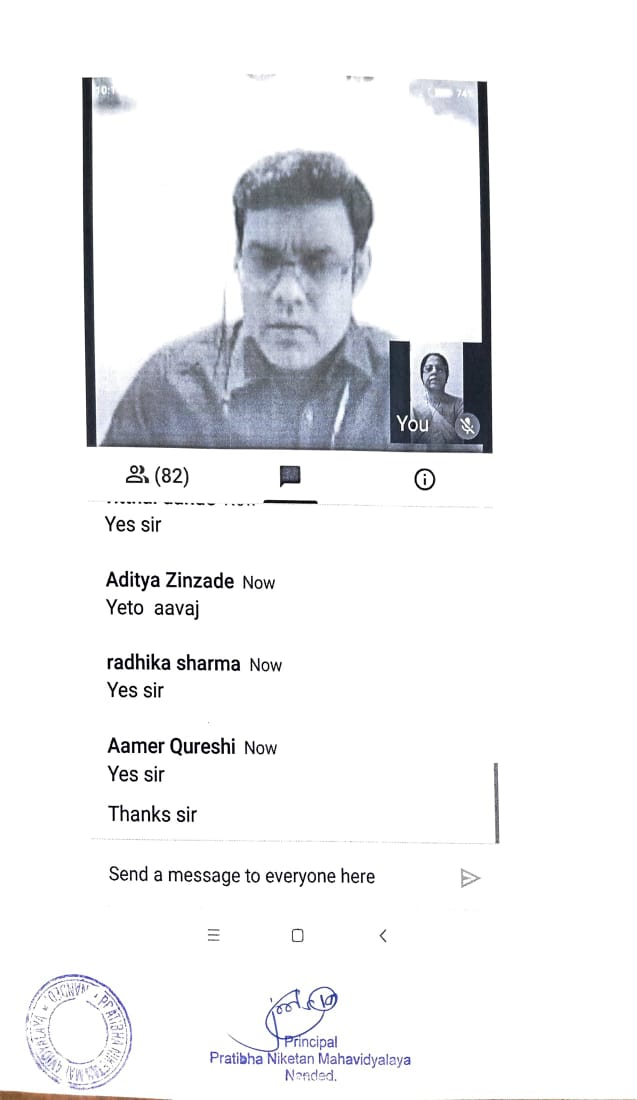 74%
You
(82)
Yes sir
Aditya Zinzade Now
Yeto aavaj
radhika sharma Now
Yes sir
Aamer Qureshi Now
Yes sir
Thanks sir
Send a message to everyone here
Principal
Pratibha Niketan Mahavidyalaya
Nanded.